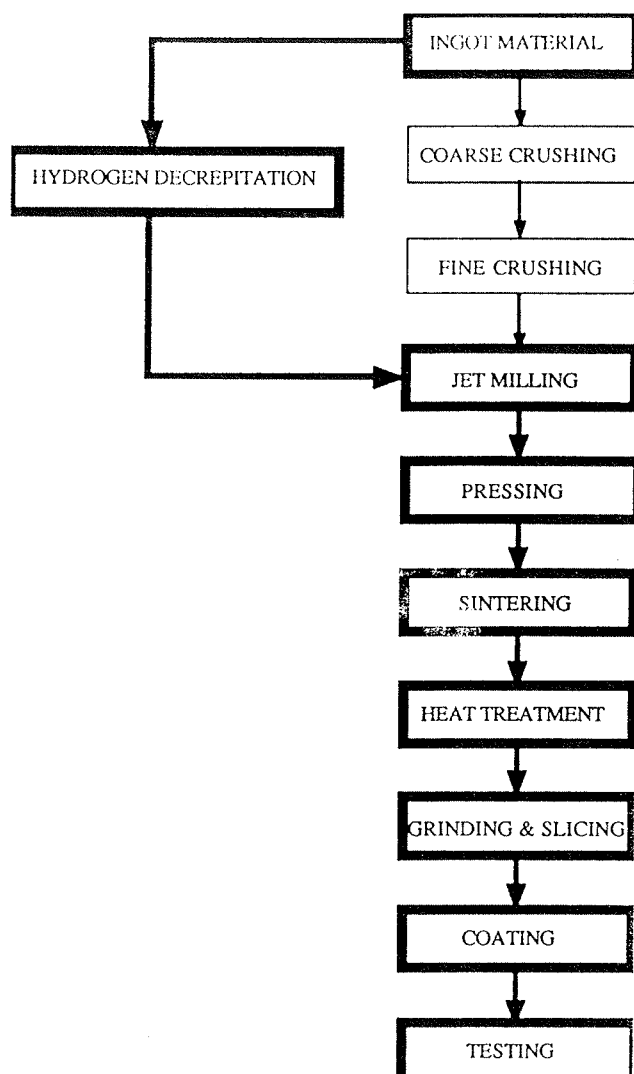 INGOT MATERIAL
COARSE CRUSHING
HYDROGEN DECREPITATION
FINE CRUSHING
JET MILLING
PRESSING
SINTERING
HEAT TREATMENT
GRINDING & SLICING
COATING
TESTING